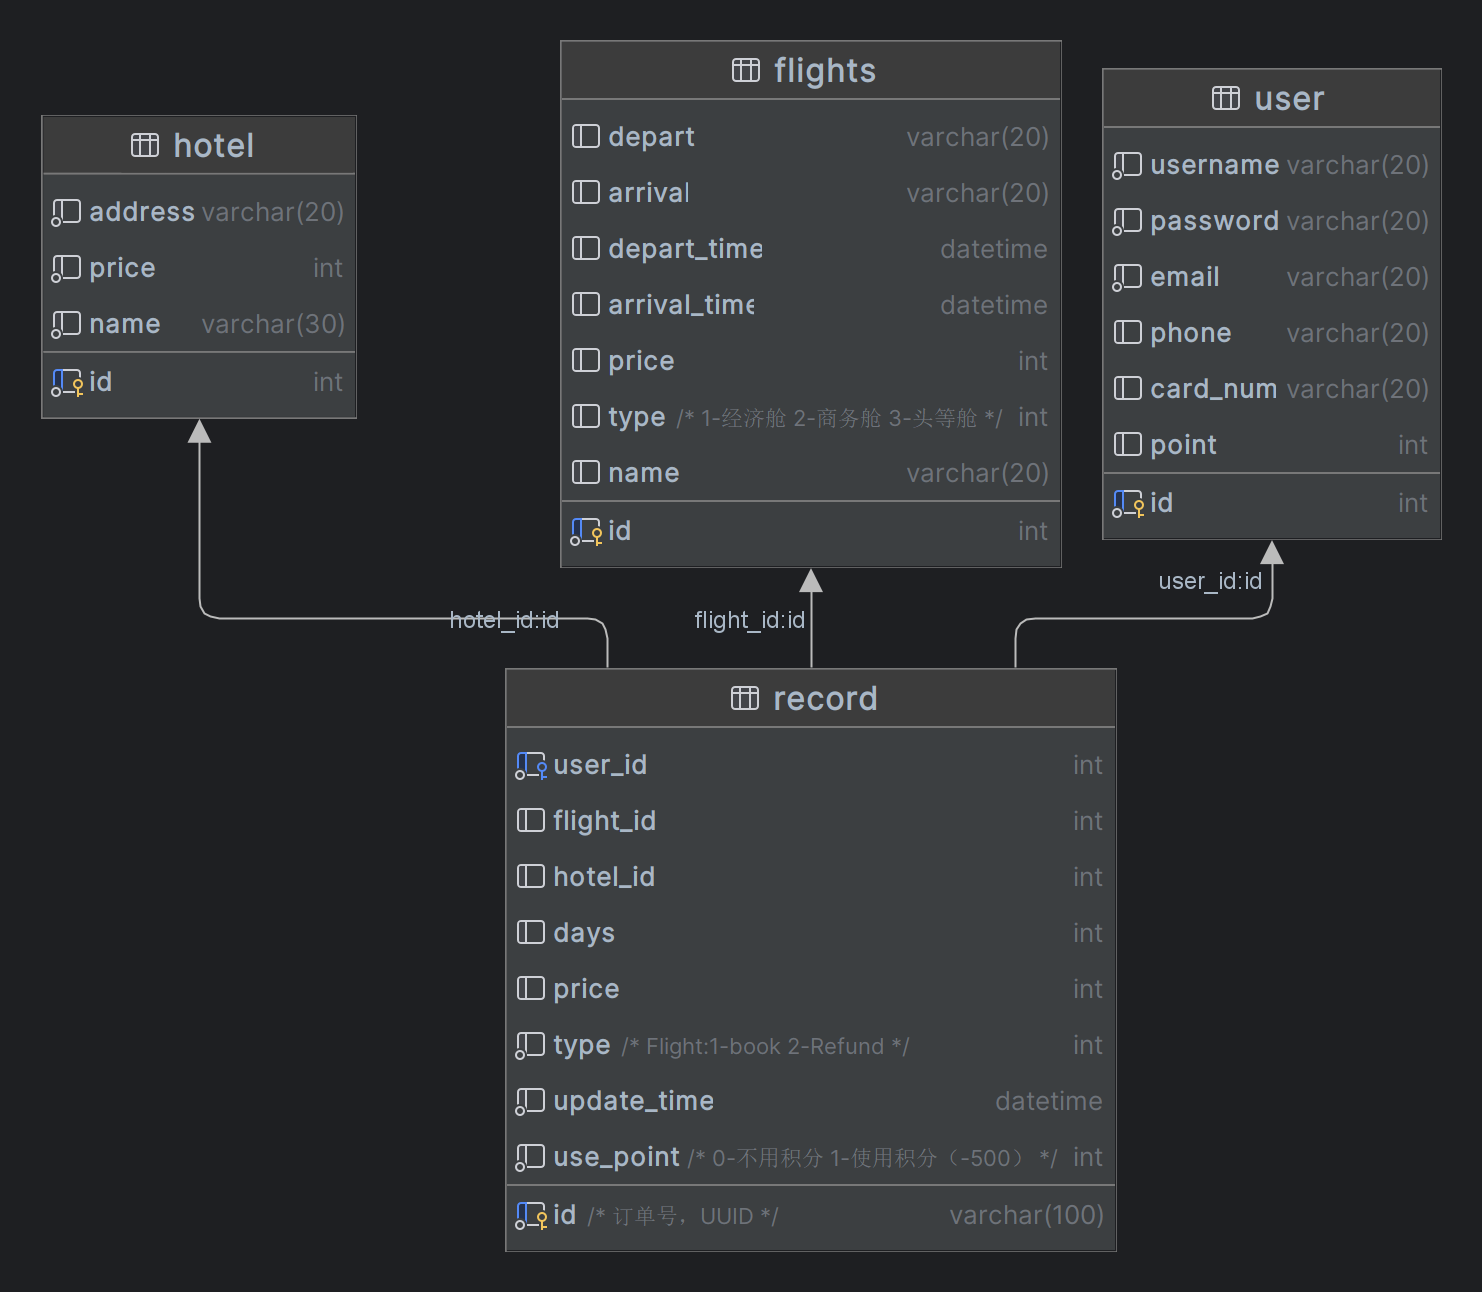 hotel
address varchar(20)
price int
name varchar(30)
id int
flights
depart varchar(20)
arrival varchar(20)
depart_time datetime
arrival_time datetime
price int
type /* 1-经济舱 2-商务舱 3-头等舱 */ int
name varchar(20)
id int
user
username varchar(20)
password varchar(20)
email varchar(20)
phone varchar(20)
card_num varchar(20)
point int
id int
hotel_id:id
flight_id:id
user_id:id
record
user_id int
flight_id int
hotel_id int
days int
price int
type /* Flight:1-book 2-Refund */ int
update_time datetime
use_point /* 0-不用积分 1-使用积分（-500） */ int
id /* 订单号，UUID */ varchar(100)